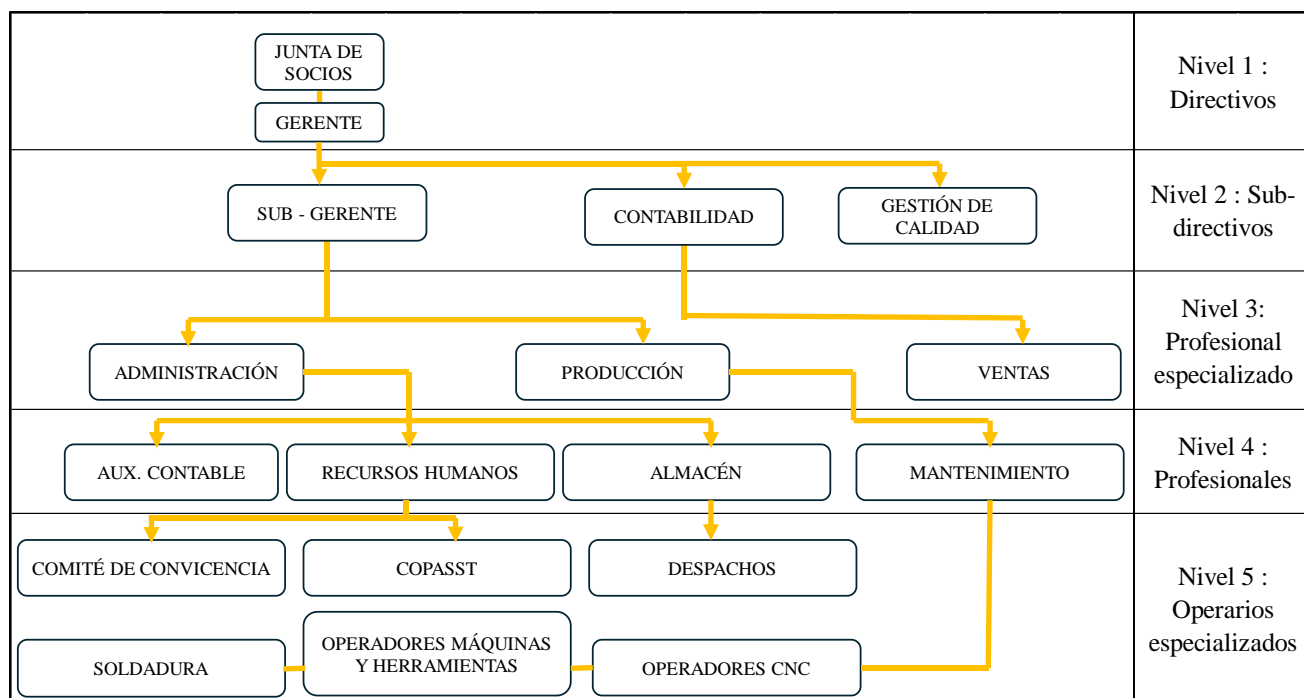 JUNTA DE
SOCIOS
GERENTE
Nivel 1 :
Directivos
SUB - GERENTE
CONTABILIDAD
GESTIÓN DE
CALIDAD
Nivel 2 : Sub-
directivos
ADMINISTRACIÓN
PRODUCCIÓN
VENTAS
Nivel 3:
Profesional
especializado
AUX. CONTABLE
RECURSOS HUMANOS
ALMACÉN
MANTENIMIENTO
Nivel 4 :
Profesionales
COMITÉ DE CONVICENCIA
COPASST
DESPACHOS
SOLDADURA
OPERADORES MÁQUINAS
Y HERRAMIENTAS
OPERADORES CNC
Nivel 5 :
Operarios
especializados